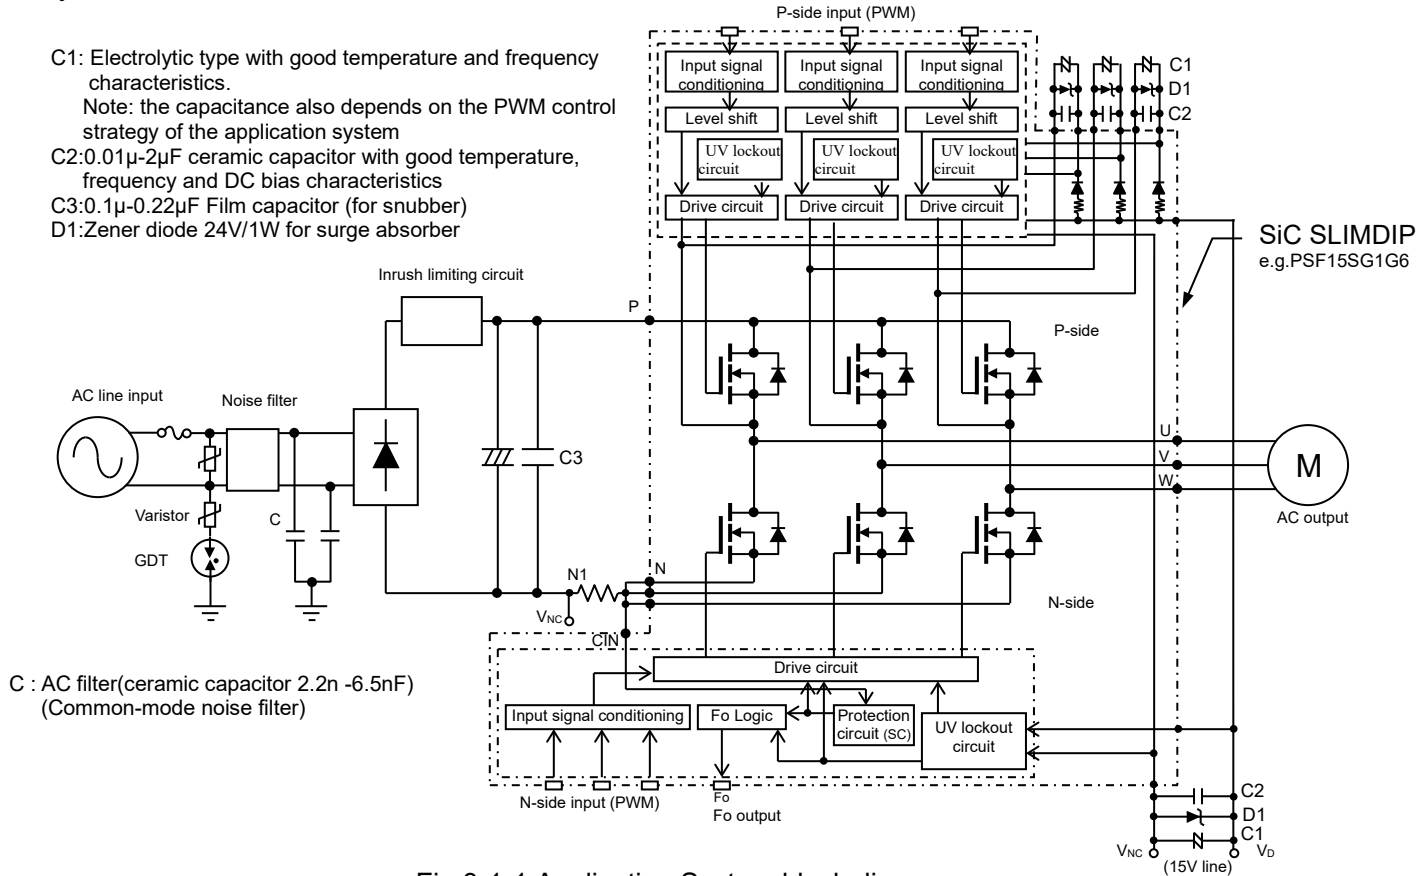 P-side input (PWM)
C1: Electrolytic type with good temperature and frequency
characteristics.
Note: the capacitance also depends on the PWM control
strategy of the application system
C2:0.01μ-2μF ceramic capacitor with good temperature,
frequency and DC bias characteristics
C3:0.1μ-0.22μF Film capacitor (for snubber)
D1:Zener diode 24V/1W for surge absorber
Input signal
conditioning
Input signal
conditioning
Input signal
conditioning
Level shift
Level shift
Level shift
UV lockout
circuit
UV lockout
circuit
UV lockout
circuit
Drive circuit
Drive circuit
Drive circuit
C1
D1
C2
SiC SLIMDIP
e.g.PSF15SG1G6
Inrush limiting circuit
P
P-side
AC line input
Noise filter
C3
U
V
W
M
AC output
Varistor
C
GDT
N1
N
VNC
CIN
N-side
C : AC filter(ceramic capacitor 2.2n -6.5nF)
(Common-mode noise filter)
Drive circuit
Input signal conditioning
Fo Logic
Protection
circuit (SC)
UV lockout
circuit
N-side input (PWM)
Fo
Fo output
C2
D1
C1
VNC
VD
(15V line)